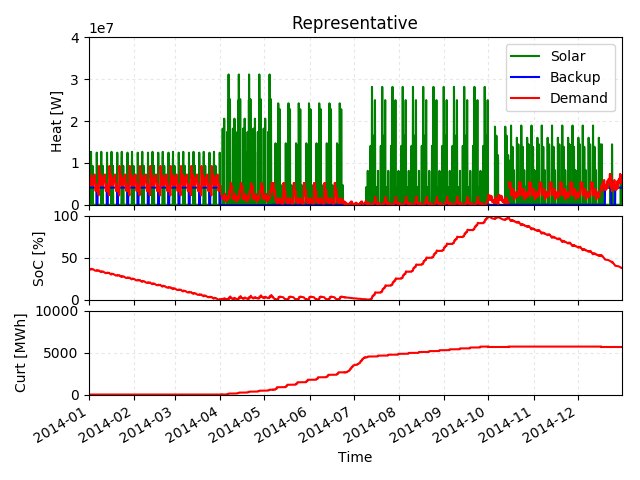 Representative
1e7
4
3
2
1
0
Heat [W]
Solar
Backup
Demand
100
50
0
SoC [%]
10000
5000
0
Curt [MWh]
2014-01
2014-02
2014-03
2014-04
2014-05
2014-06
2014-07
2014-08
2014-09
2014-10
2014-11
2014-12
Time